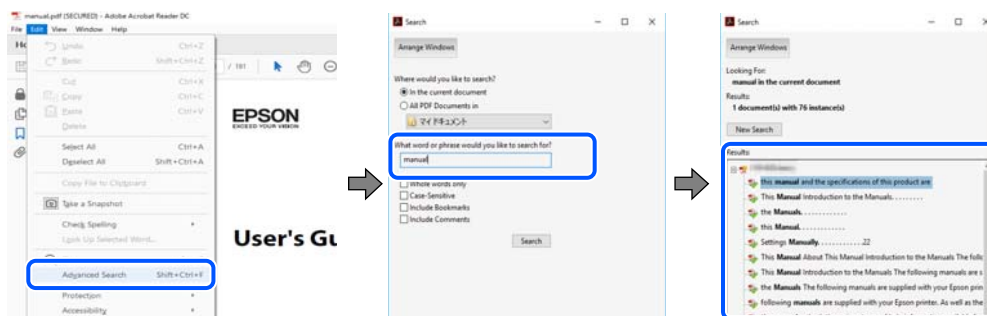 manual.pdf (SECURED) - Adobe Acrobat Reader DC
File Edit View Window Help
Undo Ctrl+Z
Redo Shift+Ctrl+Z
Cut Ctrl+X
Copy Ctrl+C
Paste Ctrl+V
Delete
Select All Ctrl+A
Deselect All Shift+Ctrl+A
Copy File to Clipboard
Take a Snapshot
Check Spelling
Look Up Selected Word...
Advanced Search Shift+Ctrl+F
Protection
Accessibility
/ 191
EPSON
EXCEED YOUR VISION
User's Gu
Search
Arrange Windows
Where would you like to search?
In the current document
All PDF Documents in
マイ ドキュメント
What word or phrase would you like to search for?
manual
Whole words only
Case-Sensitive
Include Bookmarks
Include Comments
Search
Search
Arrange Windows
Looking For:
manual in the current document
Results:
1 document(s) with 76 instance(s)
New Search
Results:
this manual and the specifications of this product are
This Manual Introduction to the Manuals. . . . . . . . .
the Manuals. . . . . . . . . . . . .
this Manual. . . . . . . . . . . . .
Settings Manually. . . . . . . . . . . . .22
This Manual About This Manual Introduction to the Manuals The follo
This Manual Introduction to the Manuals The following manuals are s
the Manuals The following manuals are supplied with your Epson prin
following manuals are supplied with your Epson printer. As well as the